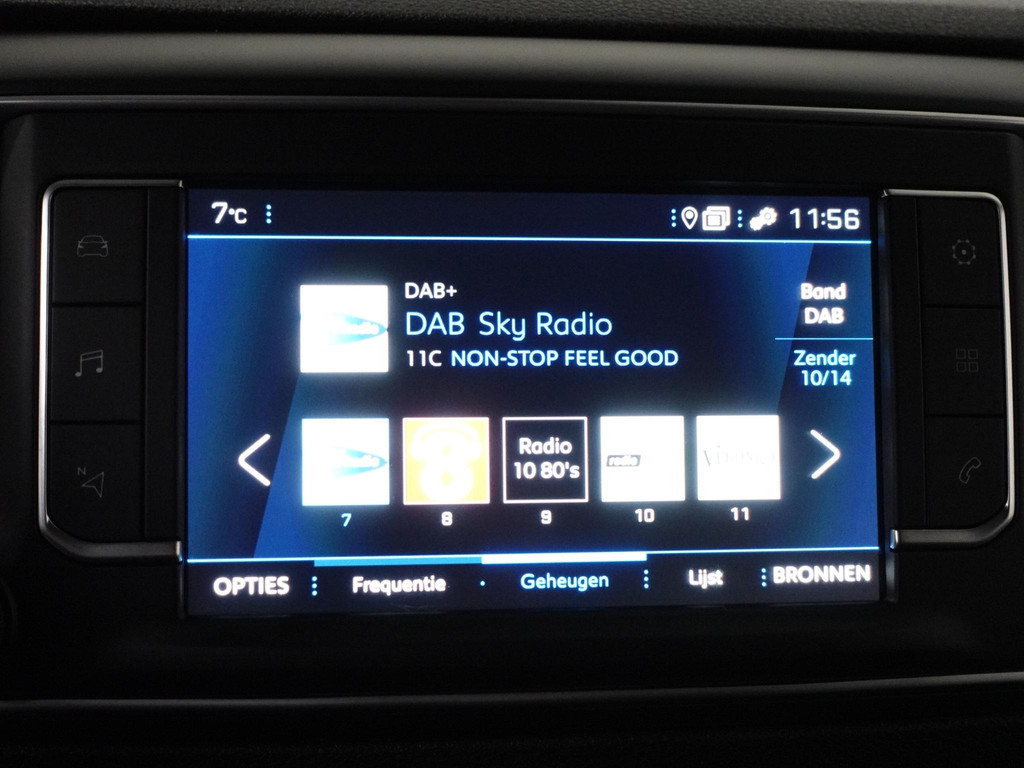 7°C
11:56
DAB+
DAB Sky Radio
11C NON-STOP FEEL GOOD
Band
DAB
Zender
10/14
Radio
10 80's
radio
7
8
9
10
11
N
OPTIES
Frequentie
Geheugen
Lijst
BRONNEN